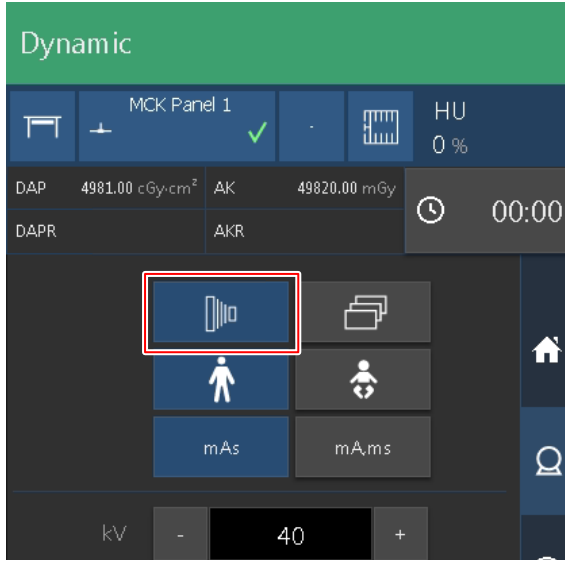 Dynamic
MCK Panel 1
HU
0 %
DAP 4981.00 cGy·cm² AK 49820.00 mGy
00:00
DAPR AKR
mAs mA,ms
kV - 40 +